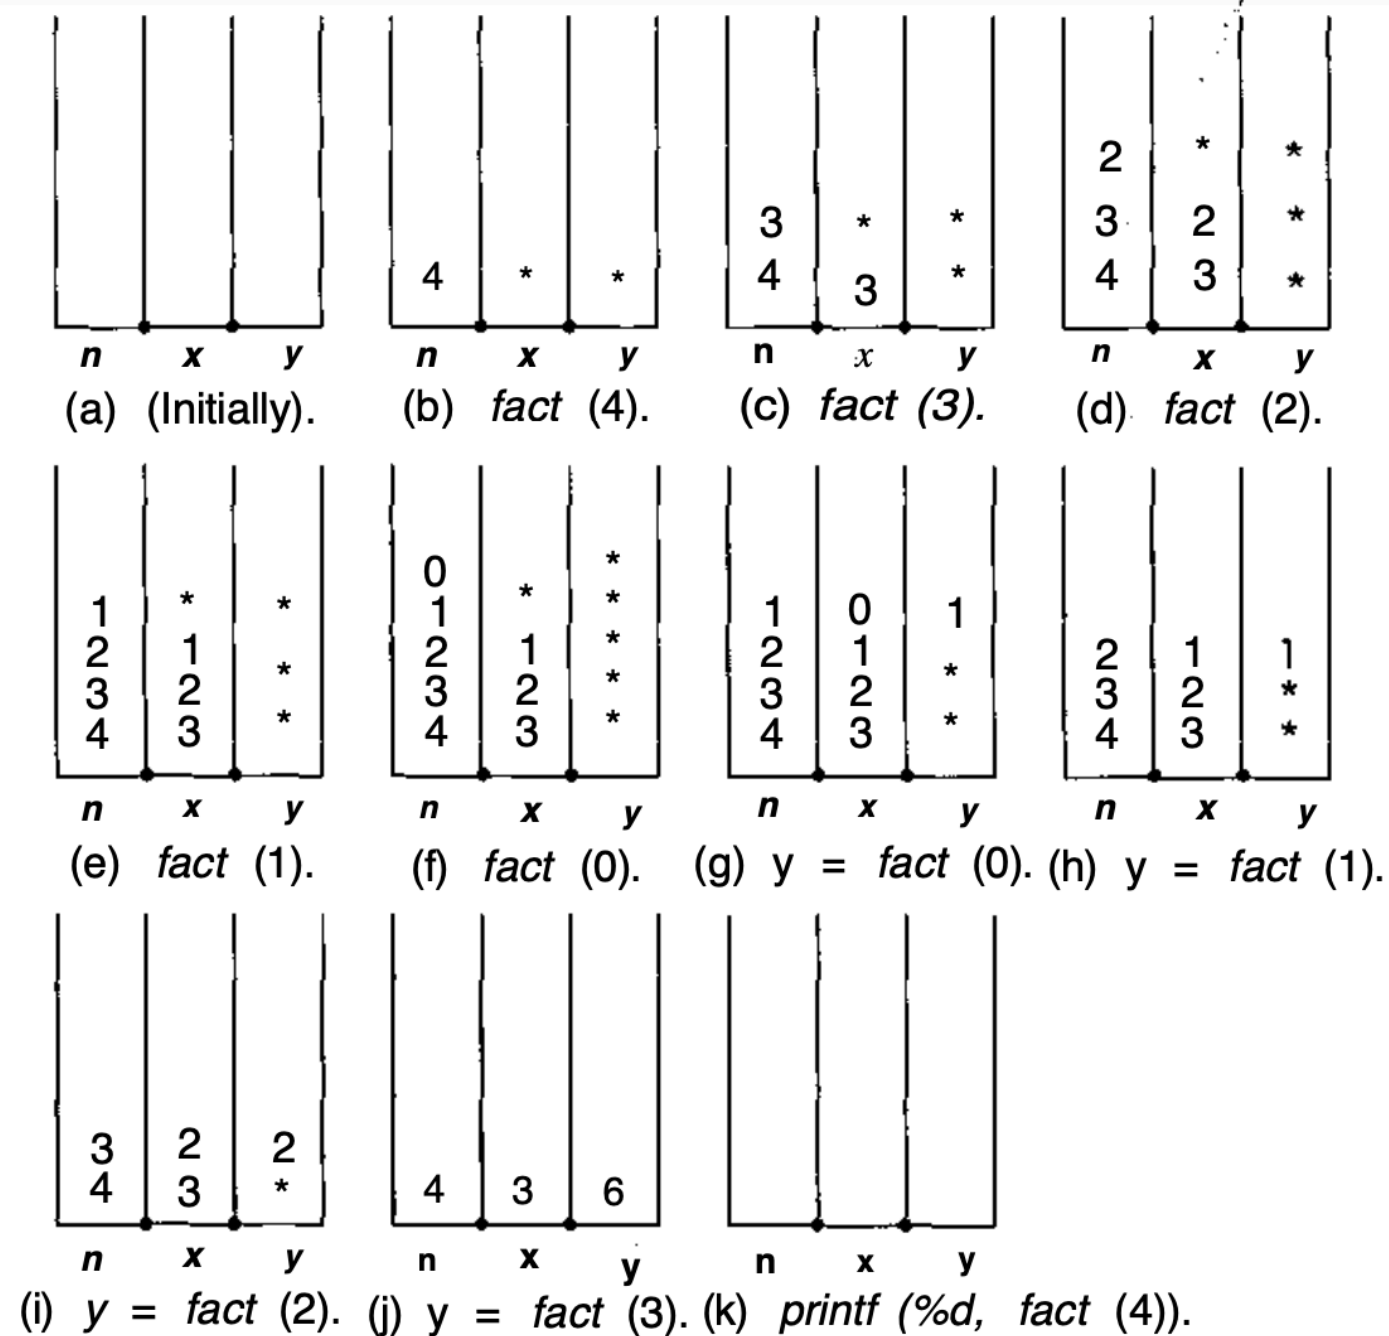 2 * *
3 * * 3 2 *
4 * * 4 3 * 4 3 *
n x y n x y n x y n x y
(a) (Initially). (b) fact (4). (c) fact (3). (d) fact (2).
0 *
1 * * 1 * * 1 0 1
2 1 * 2 1 * 2 1 * 2 1 1
3 2 3 2 * 3 2 3 2 *
4 3 * 4 3 * 4 3 * 4 3 *
n x y n x y n x y n x y
(e) fact (1). (f) fact (0). (g) y = fact (0). (h) y = fact (1).
3 2 2
4 3 * 4 3 6
n x y n x y n x y
(i) y = fact (2). (j) y = fact (3). (k) printf (%d, fact (4)).